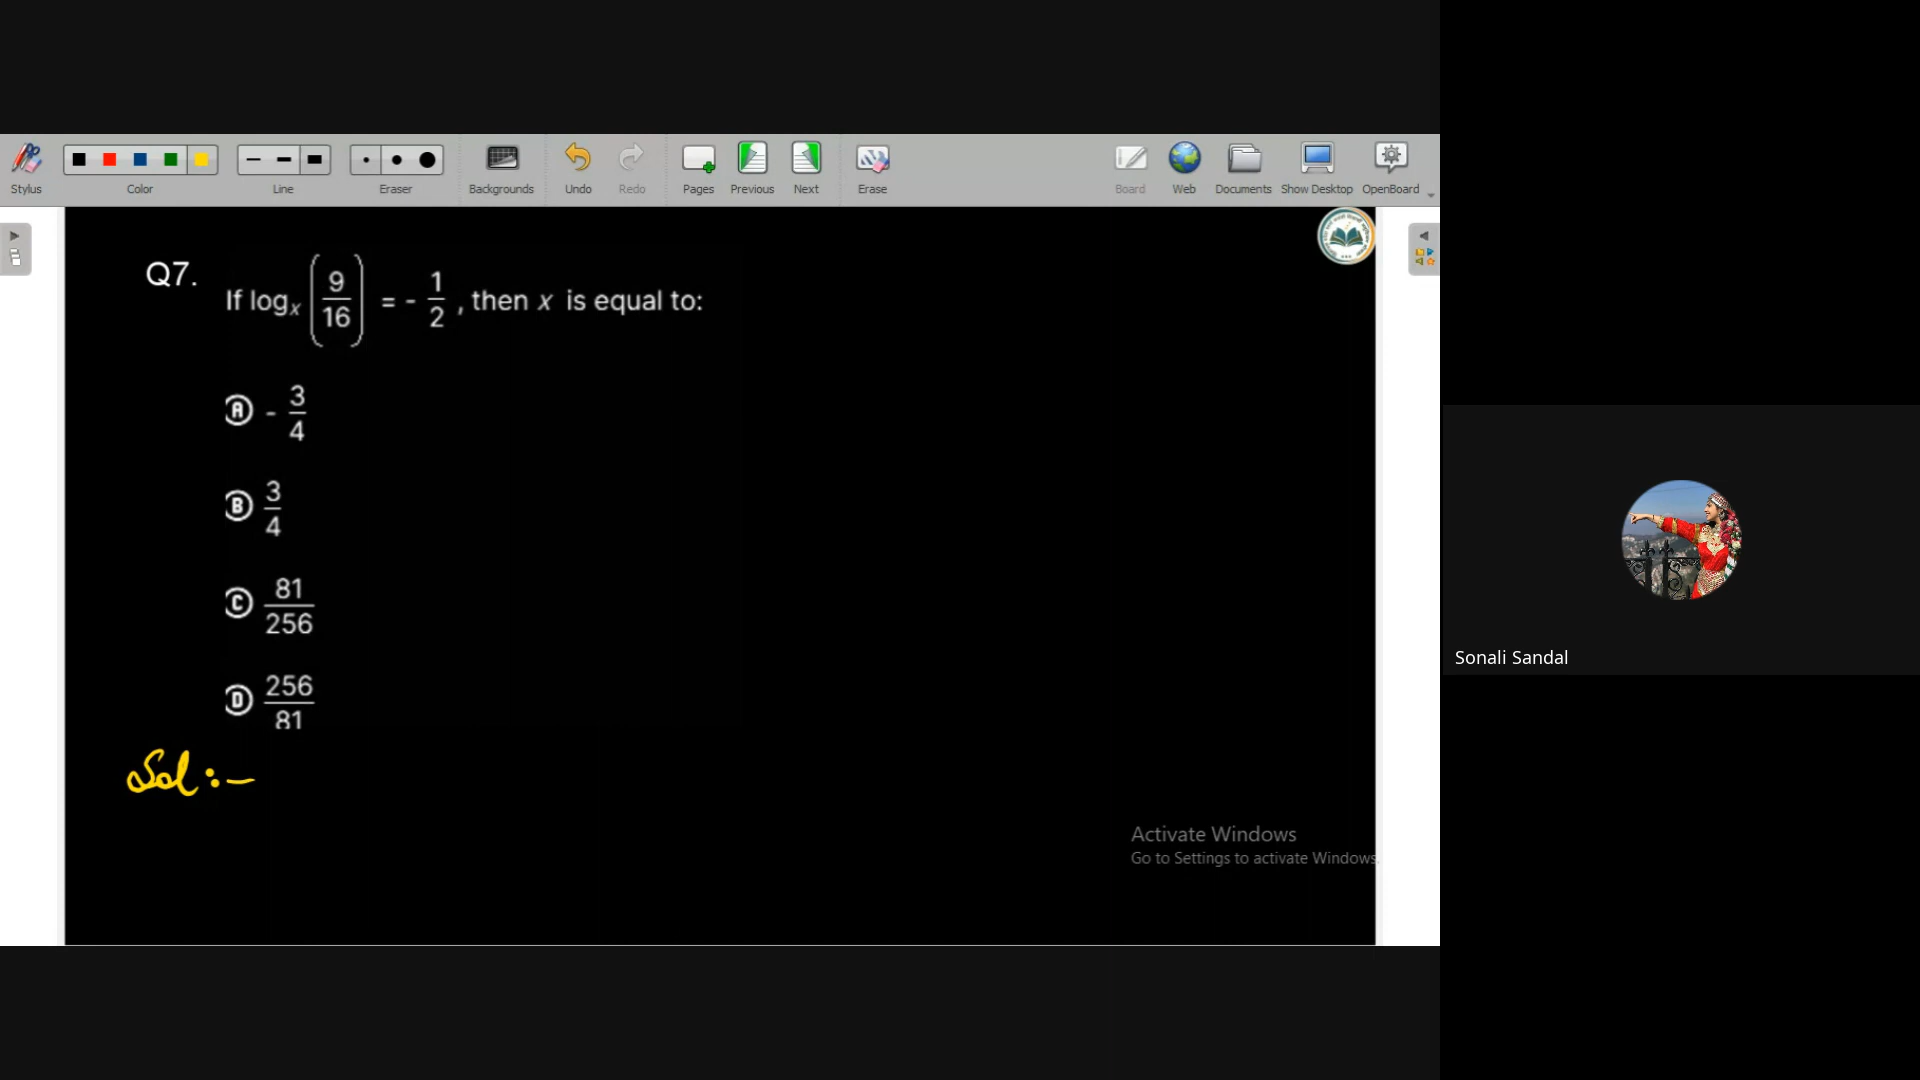 Stylus
Color
Line
Eraser
Backgrounds
Undo
Redo
Pages
Previous
Next
Erase
Board
Web
Documents
Show Desktop
OpenBoard
Q7.
If logₓ (9/16) = - 1/2 , then x is equal to:
Ⓐ - 3/4
Ⓑ 3/4
Ⓒ 81/256
Ⓓ 256/81
Sol :-
Activate Windows
Go to Settings to activate Windows.
Sonali Sandal